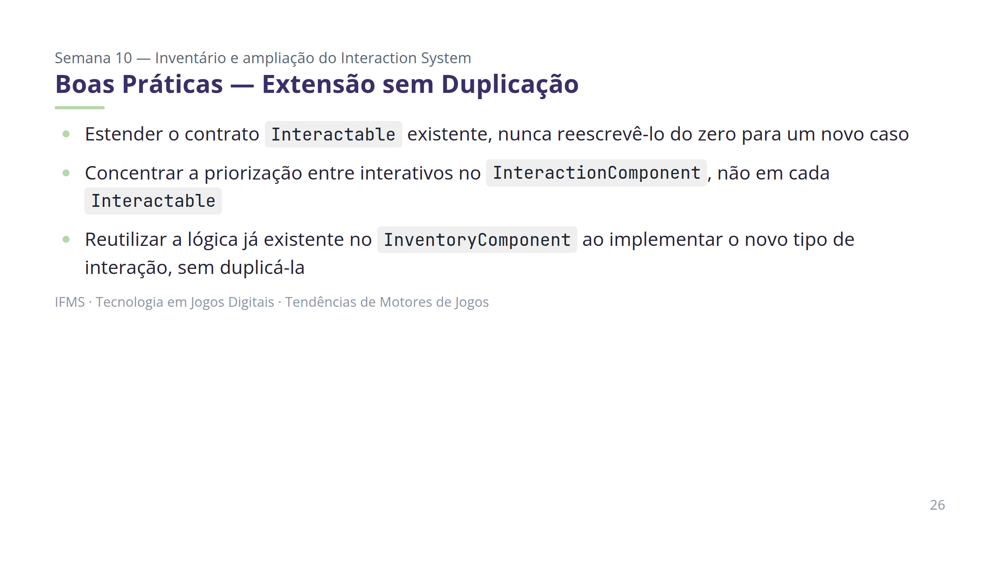 Semana 10 — Inventário e ampliação do Interaction System
Boas Práticas — Extensão sem Duplicação
Estender o contrato Interactable existente, nunca reescrevê-lo do zero para um novo caso
Concentrar a priorização entre interativos no InteractionComponent, não em cada
Interactable
Reutilizar a lógica já existente no InventoryComponent ao implementar o novo tipo de
interação, sem duplicá-la
IFMS · Tecnologia em Jogos Digitais · Tendências de Motores de Jogos
26